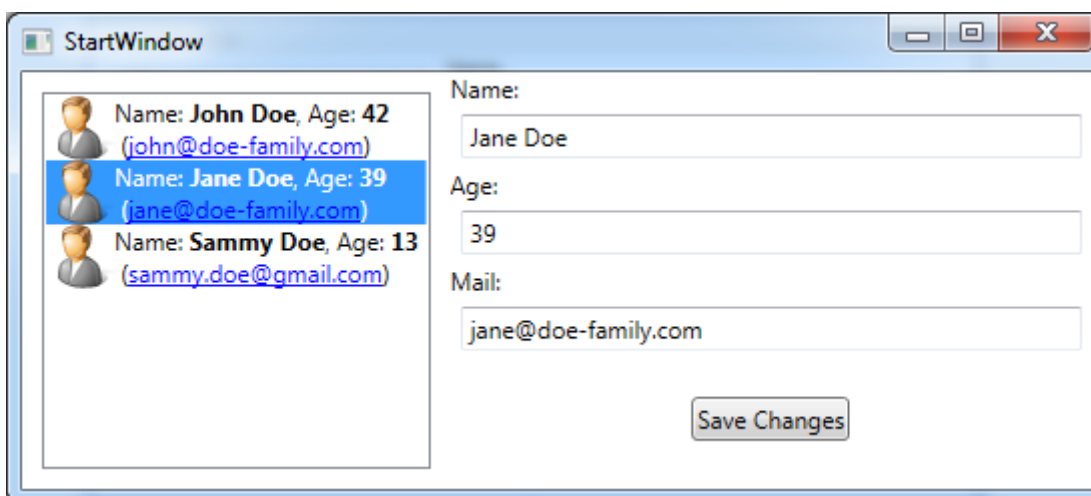 StartWindow
Name: John Doe, Age: 42
(john@doe-family.com)
Name: Jane Doe, Age: 39
(jane@doe-family.com)
Name: Sammy Doe, Age: 13
(sammy.doe@gmail.com)
Name:
Jane Doe
Age:
39
Mail:
jane@doe-family.com
Save Changes